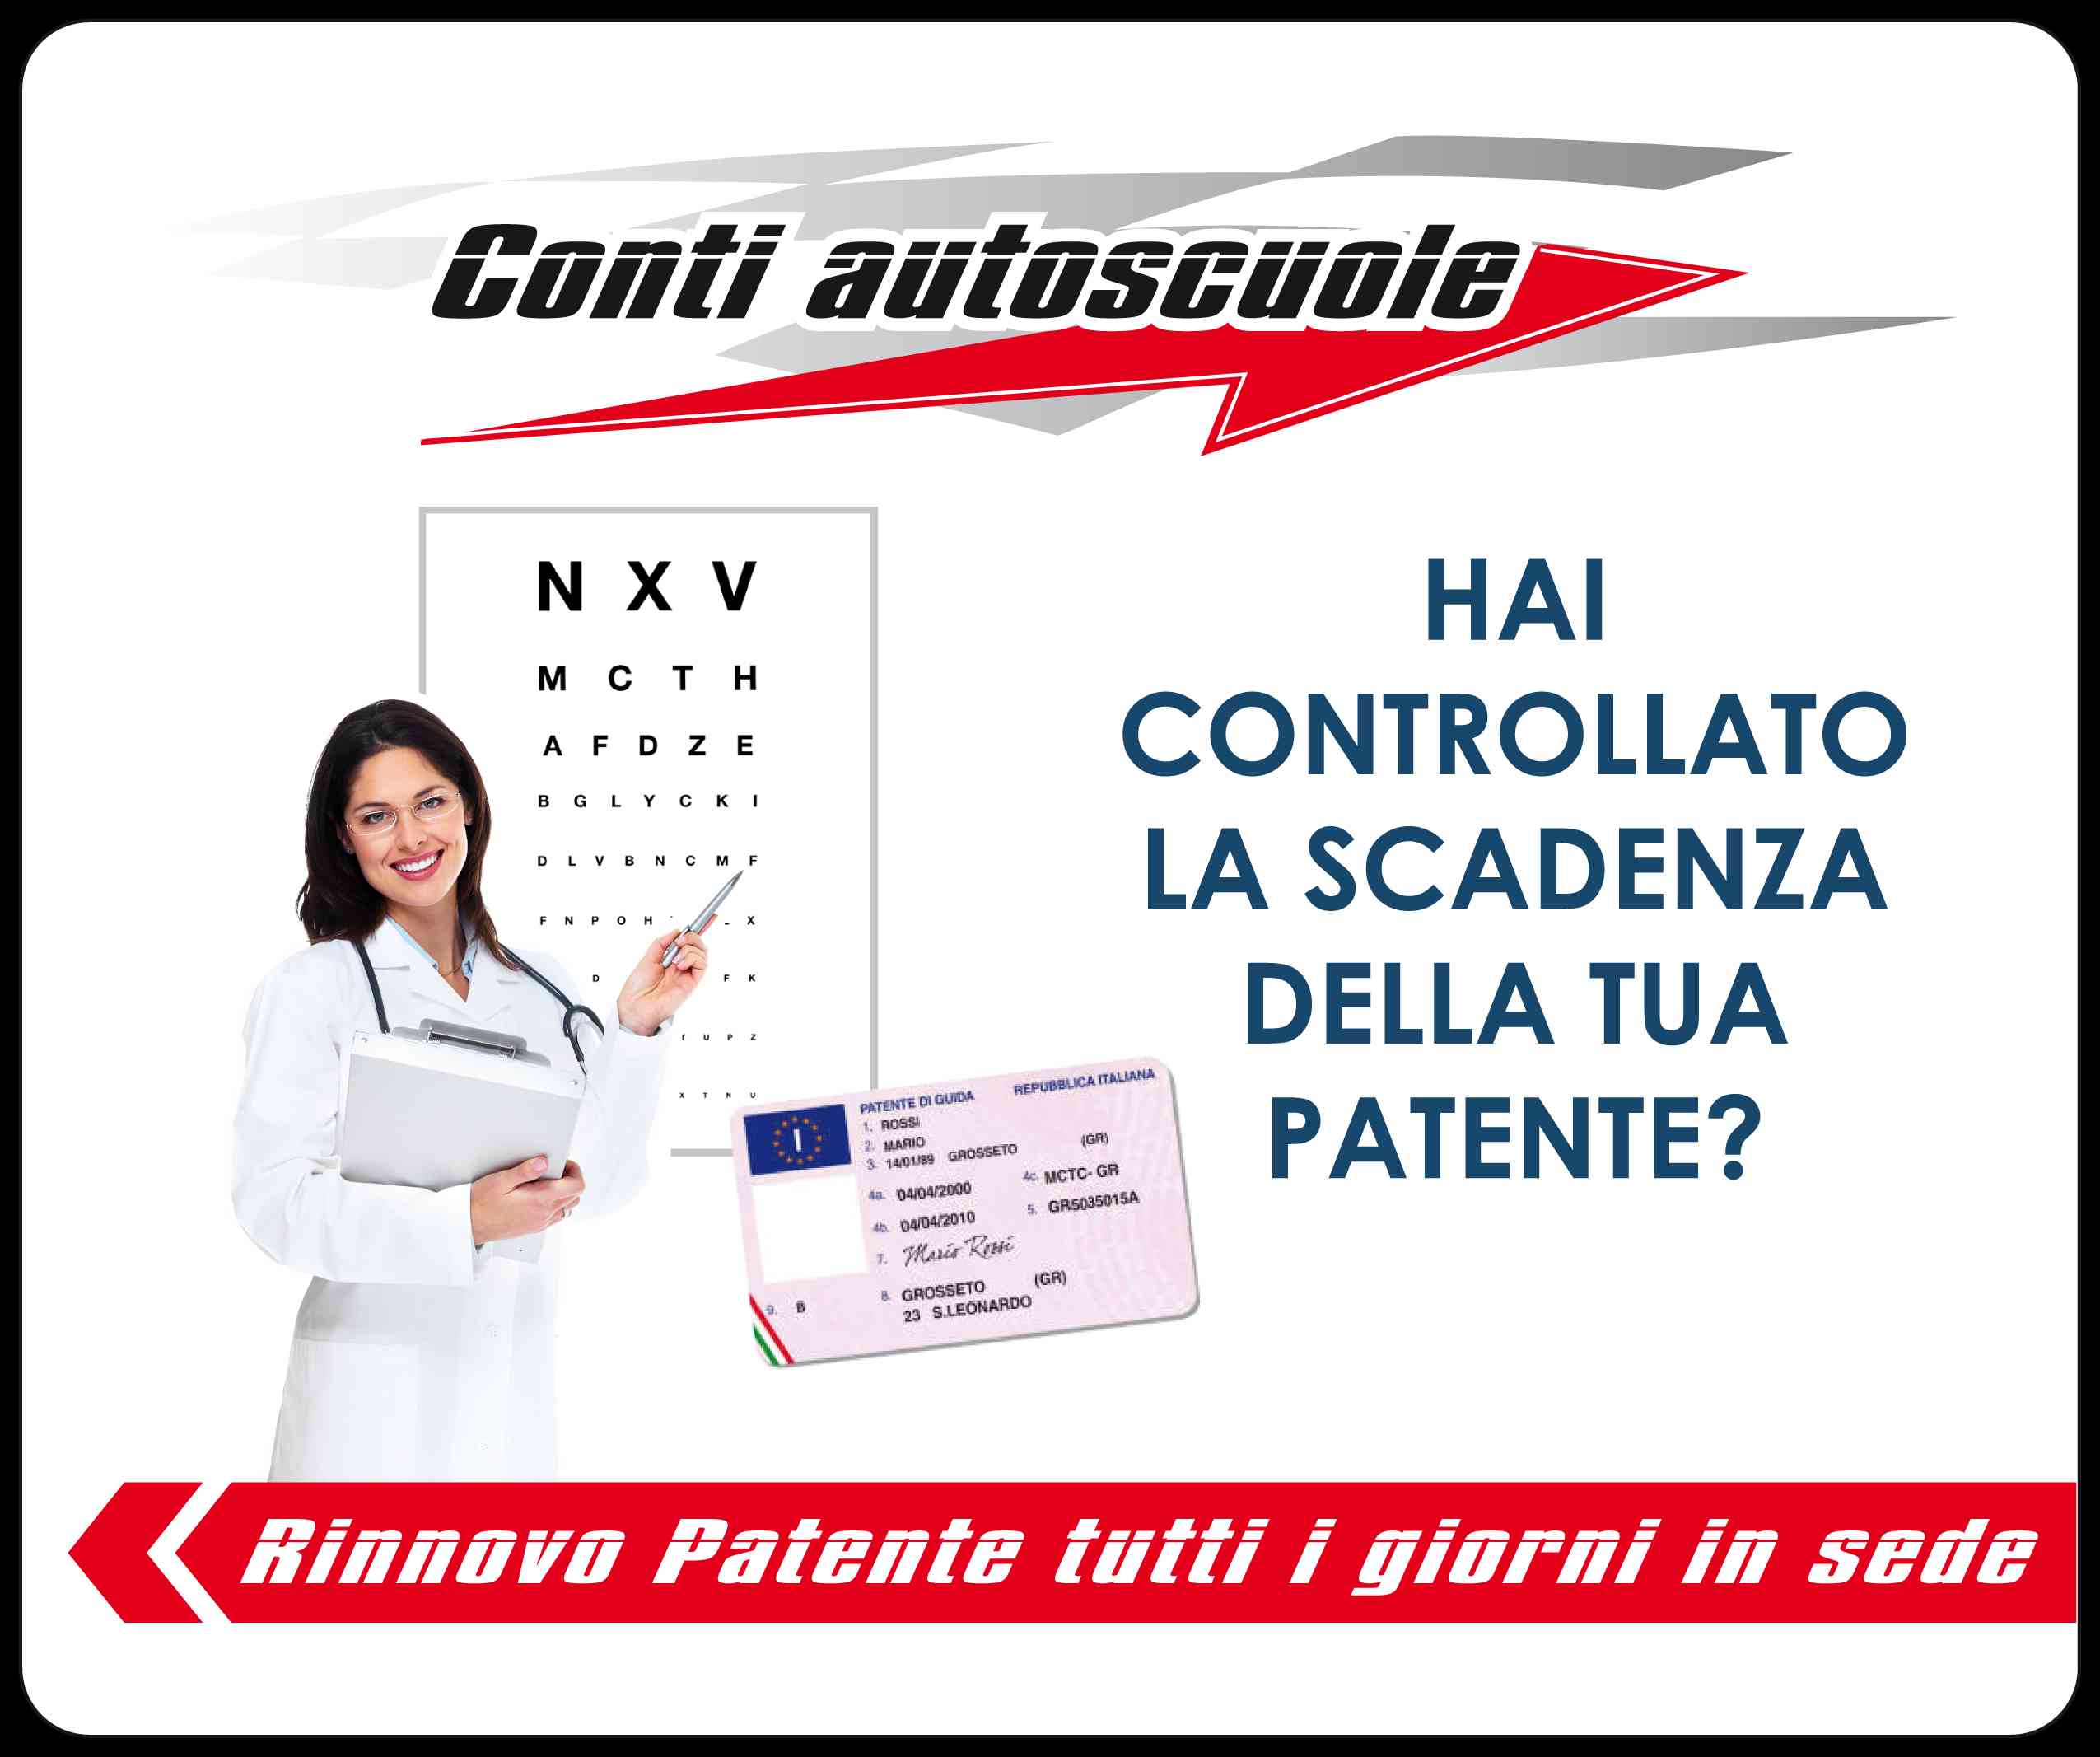 Conti autoscuole
N X V
M C T H
A F D Z E
B G L Y C K I
D L V B N C M F
F N P O H X
D F K
U P Z
X T N U
HAI
CONTROLLATO
LA SCADENZA
DELLA TUA
PATENTE?
I
PATENTE DI GUIDA REPUBBLICA ITALIANA
1. ROSSI
2. MARIO
3. 14/01/89 GROSSETO (GR)
4a. 04/04/2000 4c. MCTC- GR
4b. 04/04/2010 5. GR5035015A
7. Mario Rossi
8. GROSSETO (GR)
23 S.LEONARDO
9. B
Rinnovo Patente tutti i giorni in sede